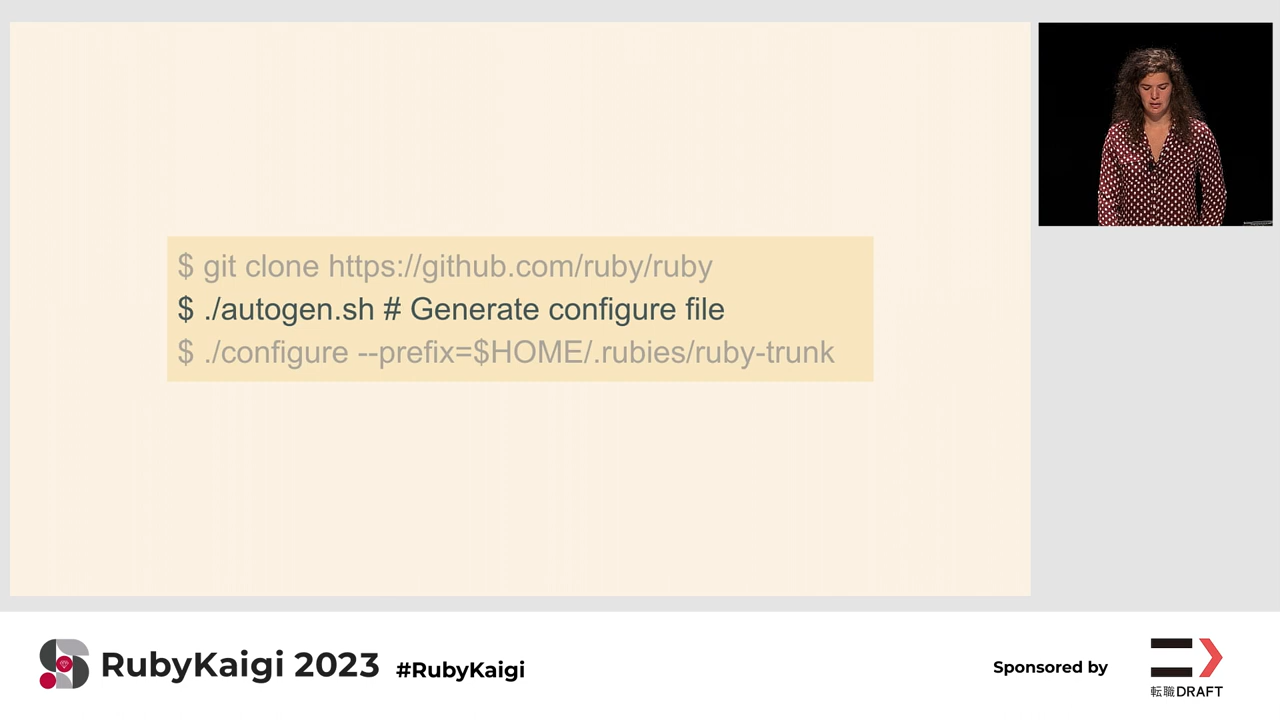 $ git clone https://github.com/ruby/ruby
$ ./autogen.sh # Generate configure file
$ ./configure --prefix=$HOME/.rubies/ruby-trunk
RubyKaigi 2023 #RubyKaigi
Sponsored by
転職DRAFT